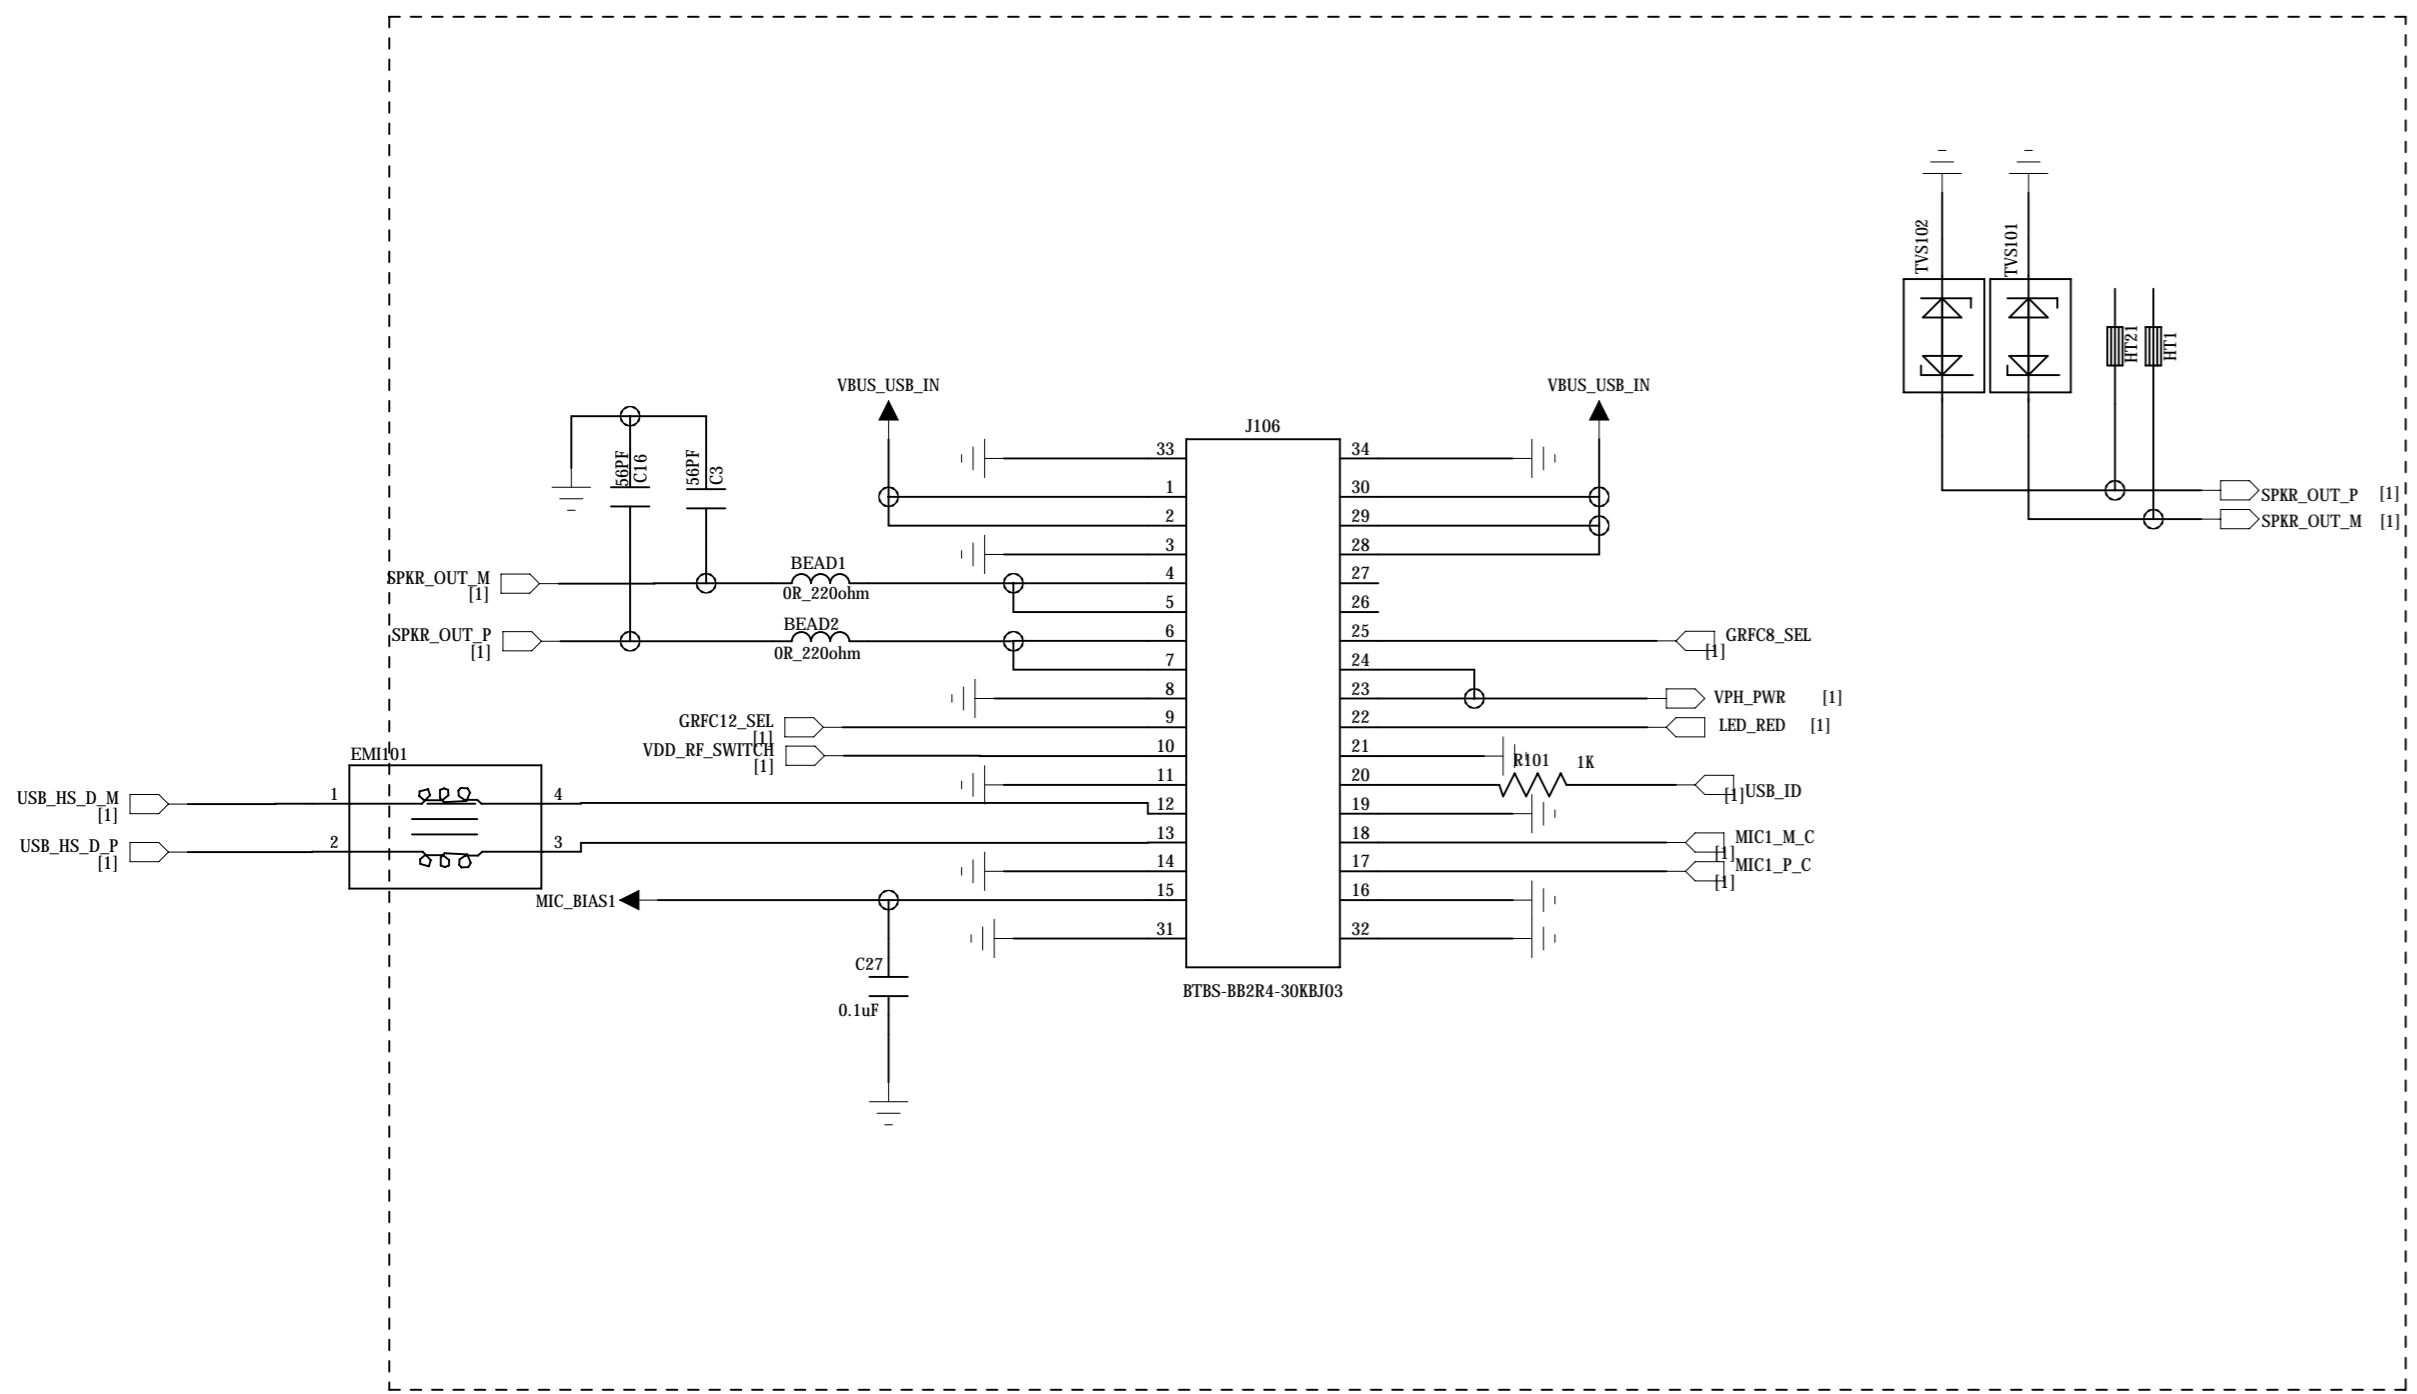 TVS102
TVS101
HT21
HT1
VBUS_USB_IN
VBUS_USB_IN
J106
56PF
C16
56PF
C3
33
34
1
30
SPKR_OUT_P [1]
2
29
SPKR_OUT_M [1]
3
28
BEAD1
SPKR_OUT_M
[1]
0R_220ohm
4
27
5
26
BEAD2
SPKR_OUT_P
[1]
0R_220ohm
6
25
GRFC8_SEL
[1]
7
24
8
23
VPH_PWR [1]
GRFC12_SEL
[1]
9
22
LED_RED [1]
VDD_RF_SWITCH
[1]
10
21
R101 1K
EMI101
11
20
[1]USB_ID
USB_HS_D_M
[1]
1
4
12
19
USB_HS_D_P
[1]
2
3
13
18
MIC1_M_C
[1]
14
17
MIC1_P_C
[1]
MIC_BIAS1
15
16
31
32
C27
0.1uF
BTBS-BB2R4-30KBJ03